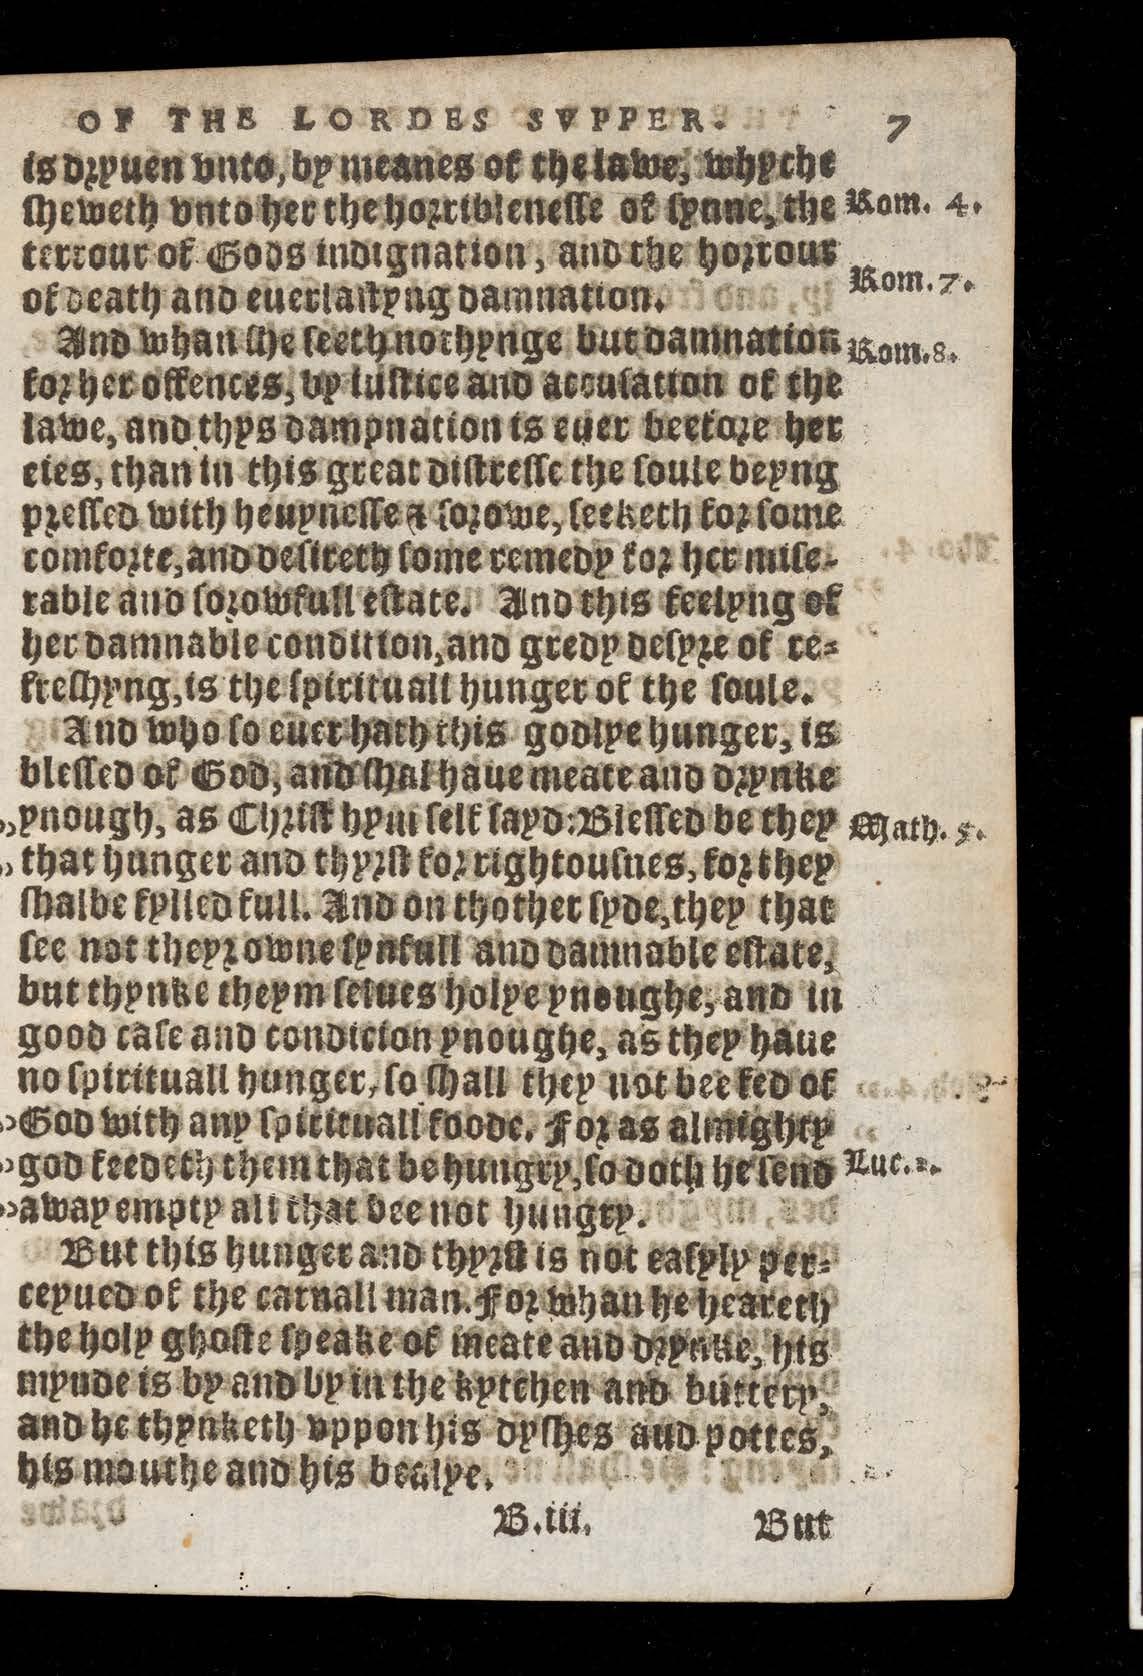 OF THE LORDES SVPPER. 7
is dryuen vnto, by meanes of the lawe, whyche
sheweth vnto her the horriblenesse of synne, the
Rom. 4.
terrour of Gods indignation, and the horrour
Rom. 7.
of death and euerlastyng damnation.
And whan she seeth nothynge but damnation
Rom. 8.
for her offences, by iustice and accusation of the
lawe, and thys dampnation is euer beefore her
eies, than in this great distresse the soule beyng
pressed with heuynesse & sorowe, seeketh for some
comforte, and desireth some remedy for her mise-
rable and sorowfull estate. And this feelyng of
her damnable condition, and gredy desyre of re-
freshyng, is the spirituall hunger of the soule.
And who so euer hath this godlye hunger, is
blessed of God, and shal haue meate and drynke
„ ynough, as Christ hym self sayd: Blessed be they
Math. 5.
„ that hunger and thyrst for rightousnes, for they
shalbe fylled full. And on thother syde, they that
see not theyr owne synfull and damnable estate,
but thynke theym selues holye ynoughe, and in
good case and condicion ynoughe, as they haue
no spirituall hunger, so shall they not bee fed of
„ God with any spirituall foode. For as almighty
„ god feedeth them that be hungry, so doth he send
Luc. 1.
„ away empty all that bee not hungry.
But this hunger and thyrst is not easyly per-
ceyued of the carnall man. For whan he heareth
the holy ghoste speake of meate and drynke, his
mynde is by and by in the kytchen and buttery,
and he thynketh vppon his dyshes aud pottes,
his mouthe and his bealye.
B.iii. But